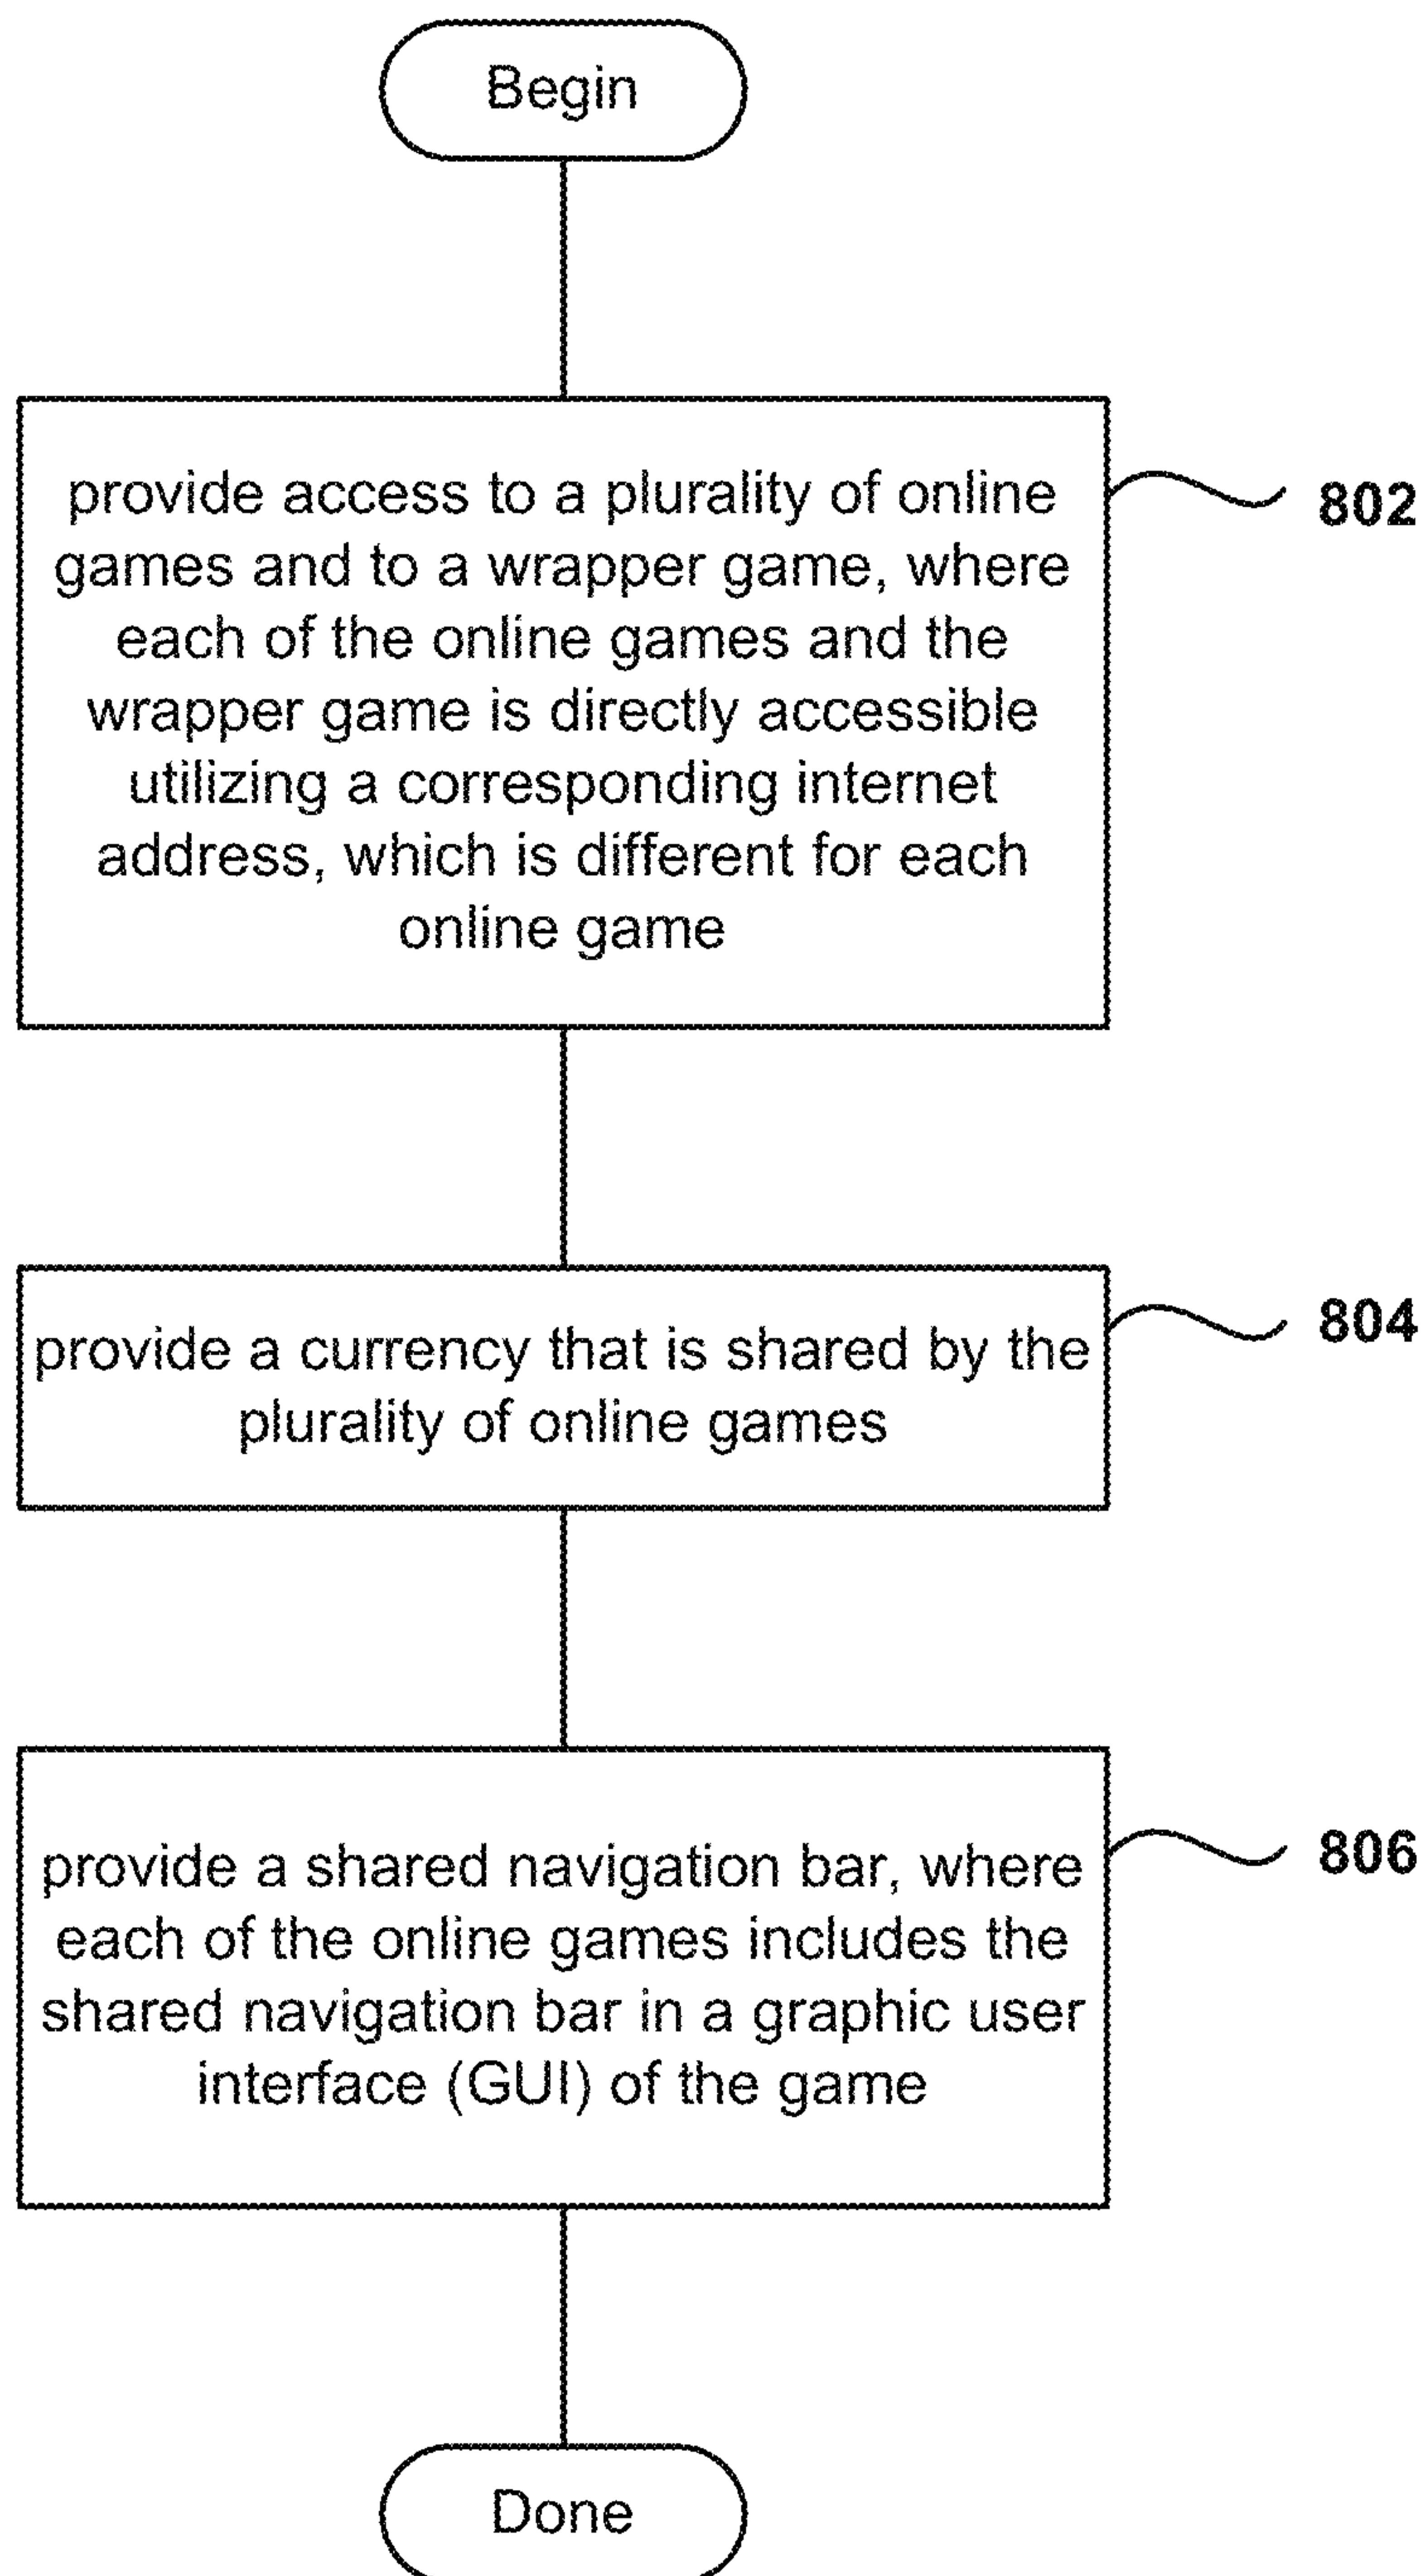 Begin
provide access to a plurality of online
games and to a wrapper game, where
each of the online games and the
wrapper game is directly accessible
utilizing a corresponding internet
address, which is different for each
online game
802
provide a currency that is shared by the
plurality of online games
804
provide a shared navigation bar, where
each of the online games includes the
shared navigation bar in a graphic user
interface (GUI) of the game
806
Done